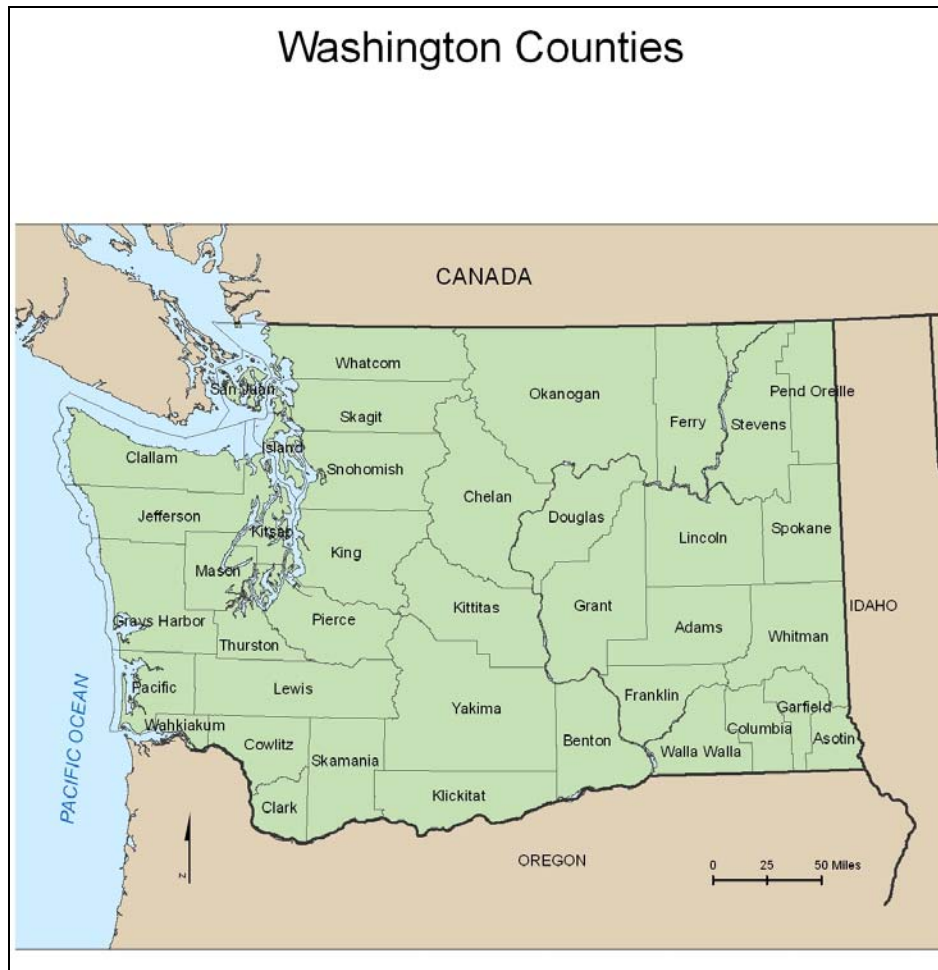 Washington Counties
CANADA
Whatcom
San Juan
Okanogan
Pend Oreille
Skagit
Ferry
Stevens
Island
Clallam
Snohomish
Chelan
Jefferson
Douglas
Kitsap
Lincoln
Spokane
King
Mason
Kittitas
Grant
IDAHO
Grays Harbor
Pierce
Adams
Whitman
Thurston
Pacific
Lewis
Franklin
Yakima
Garfield
Wahkiakum
Columbia
Cowlitz
Benton
Walla Walla
Asotin
Skamania
PACIFIC OCEAN
Klickitat
Clark
OREGON
0 25 50 Miles
N